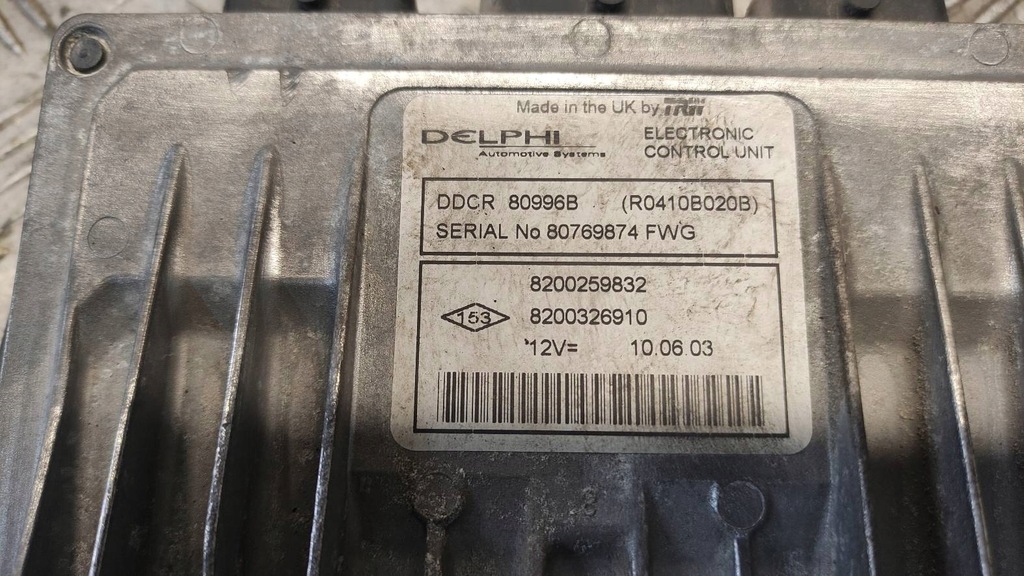 Made in the UK by TRW
DELPHI
Automotive Systems
ELECTRONIC
CONTROL UNIT
DDCR 80996B (R0410B020B)
SERIAL No 80769874 FWG
8200259832
153
8200326910
12V= 10.06.03